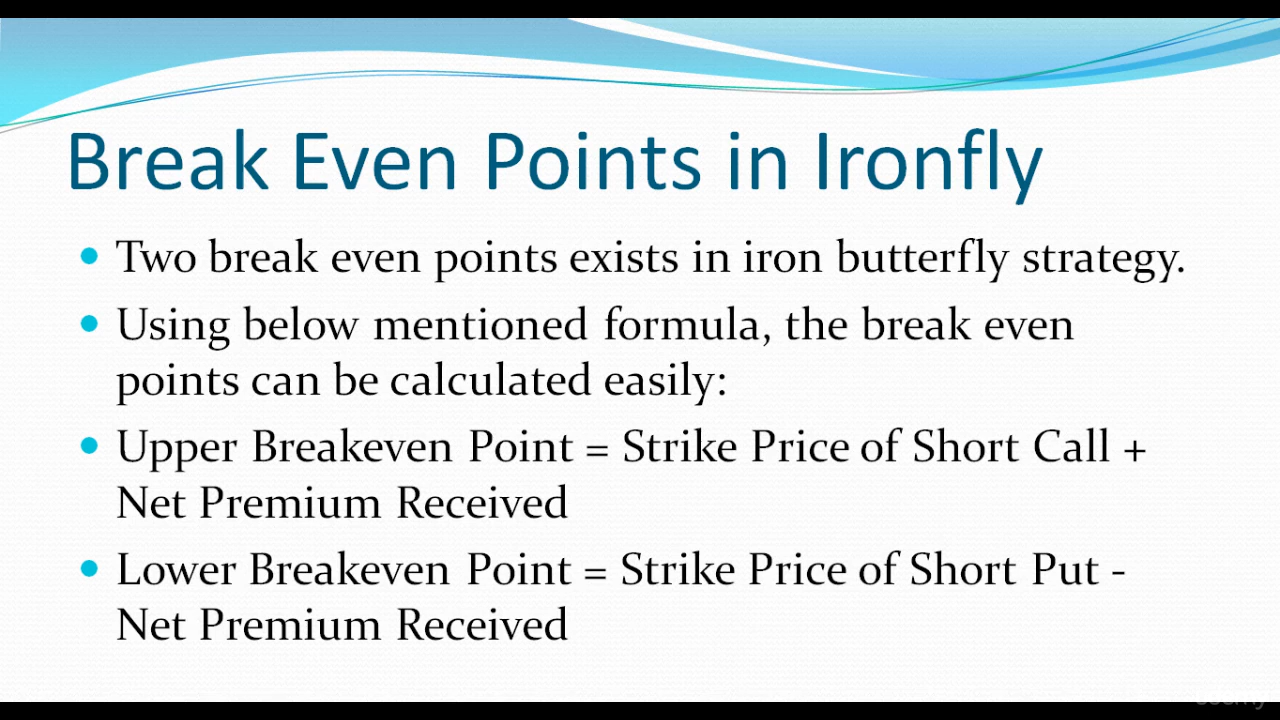 Break Even Points in Ironfly
• Two break even points exists in iron butterfly strategy.
• Using below mentioned formula, the break even
points can be calculated easily:
• Upper Breakeven Point = Strike Price of Short Call +
Net Premium Received
• Lower Breakeven Point = Strike Price of Short Put -
Net Premium Received